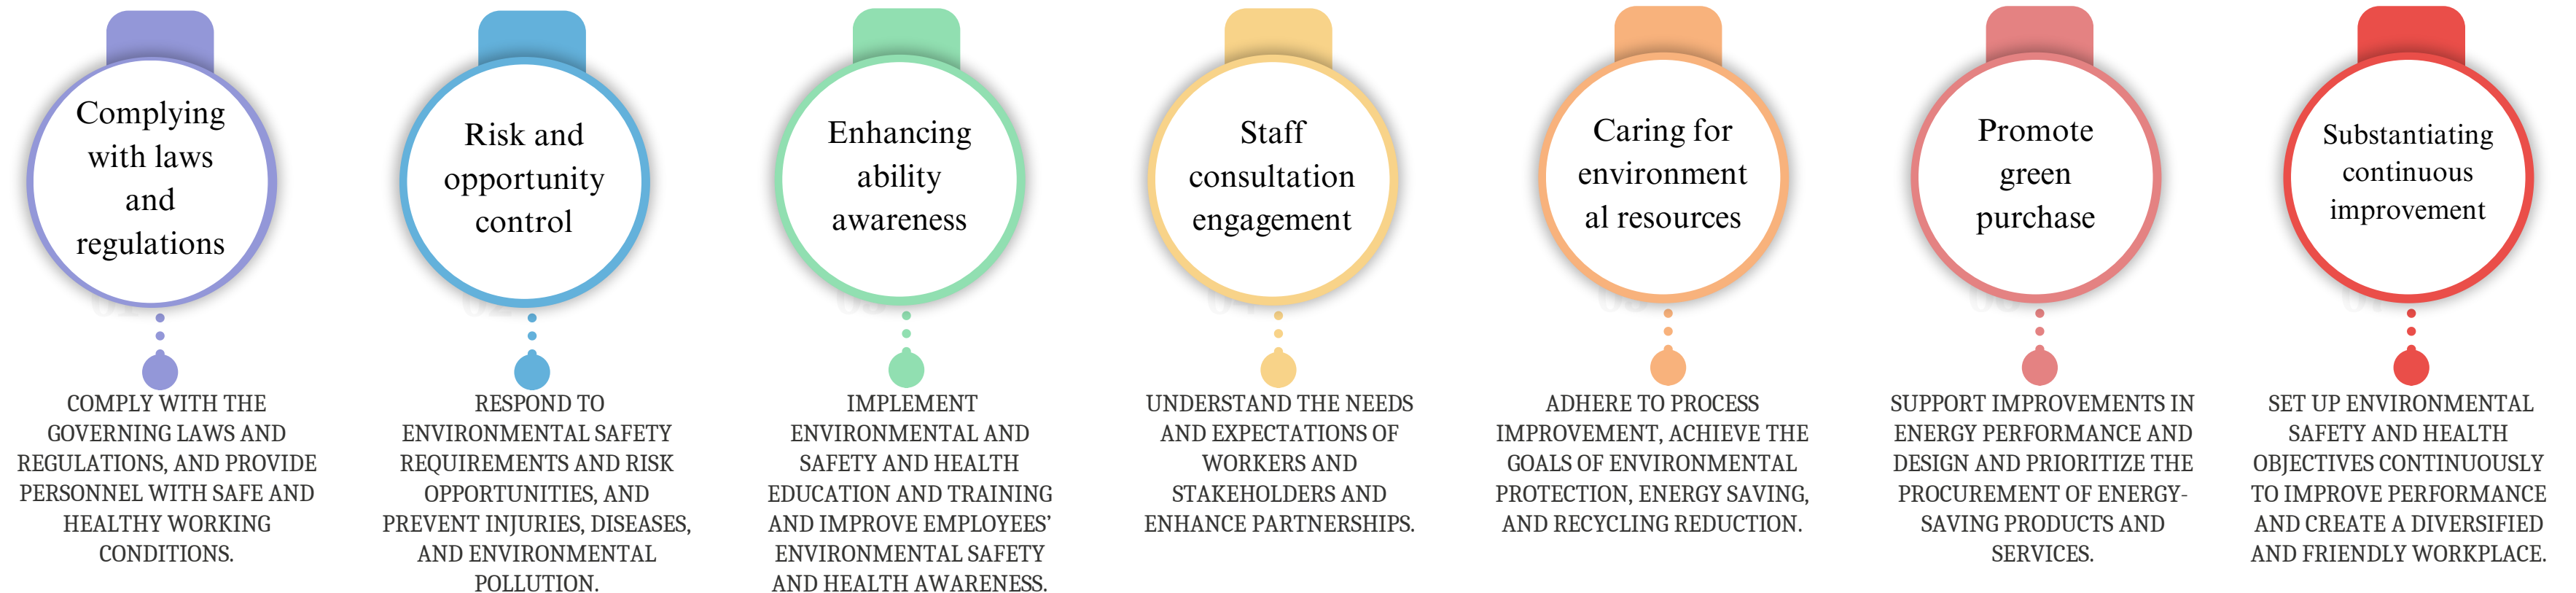 Complying
with laws
and
regulations
COMPLY WITH THE
GOVERNING LAWS AND
REGULATIONS, AND PROVIDE
PERSONNEL WITH SAFE AND
HEALTHY WORKING
CONDITIONS.
Risk and
opportunity
control
RESPOND TO
ENVIRONMENTAL SAFETY
REQUIREMENTS AND RISK
OPPORTUNITIES, AND
PREVENT INJURIES, DISEASES,
AND ENVIRONMENTAL
POLLUTION.
Enhancing
ability
awareness
IMPLEMENT
ENVIRONMENTAL AND
SAFETY AND HEALTH
EDUCATION AND TRAINING
AND IMPROVE EMPLOYEES’
ENVIRONMENTAL SAFETY
AND HEALTH AWARENESS.
Staff
consultation
engagement
UNDERSTAND THE NEEDS
AND EXPECTATIONS OF
WORKERS AND
STAKEHOLDERS AND
ENHANCE PARTNERSHIPS.
Caring for
environment
al resources
ADHERE TO PROCESS
IMPROVEMENT, ACHIEVE THE
GOALS OF ENVIRONMENTAL
PROTECTION, ENERGY SAVING,
AND RECYCLING REDUCTION.
Promote
green
purchase
SUPPORT IMPROVEMENTS IN
ENERGY PERFORMANCE AND
DESIGN AND PRIORITIZE THE
PROCUREMENT OF ENERGY-
SAVING PRODUCTS AND
SERVICES.
Substantiating
continuous
improvement
SET UP ENVIRONMENTAL
SAFETY AND HEALTH
OBJECTIVES CONTINUOUSLY
TO IMPROVE PERFORMANCE
AND CREATE A DIVERSIFIED
AND FRIENDLY WORKPLACE.